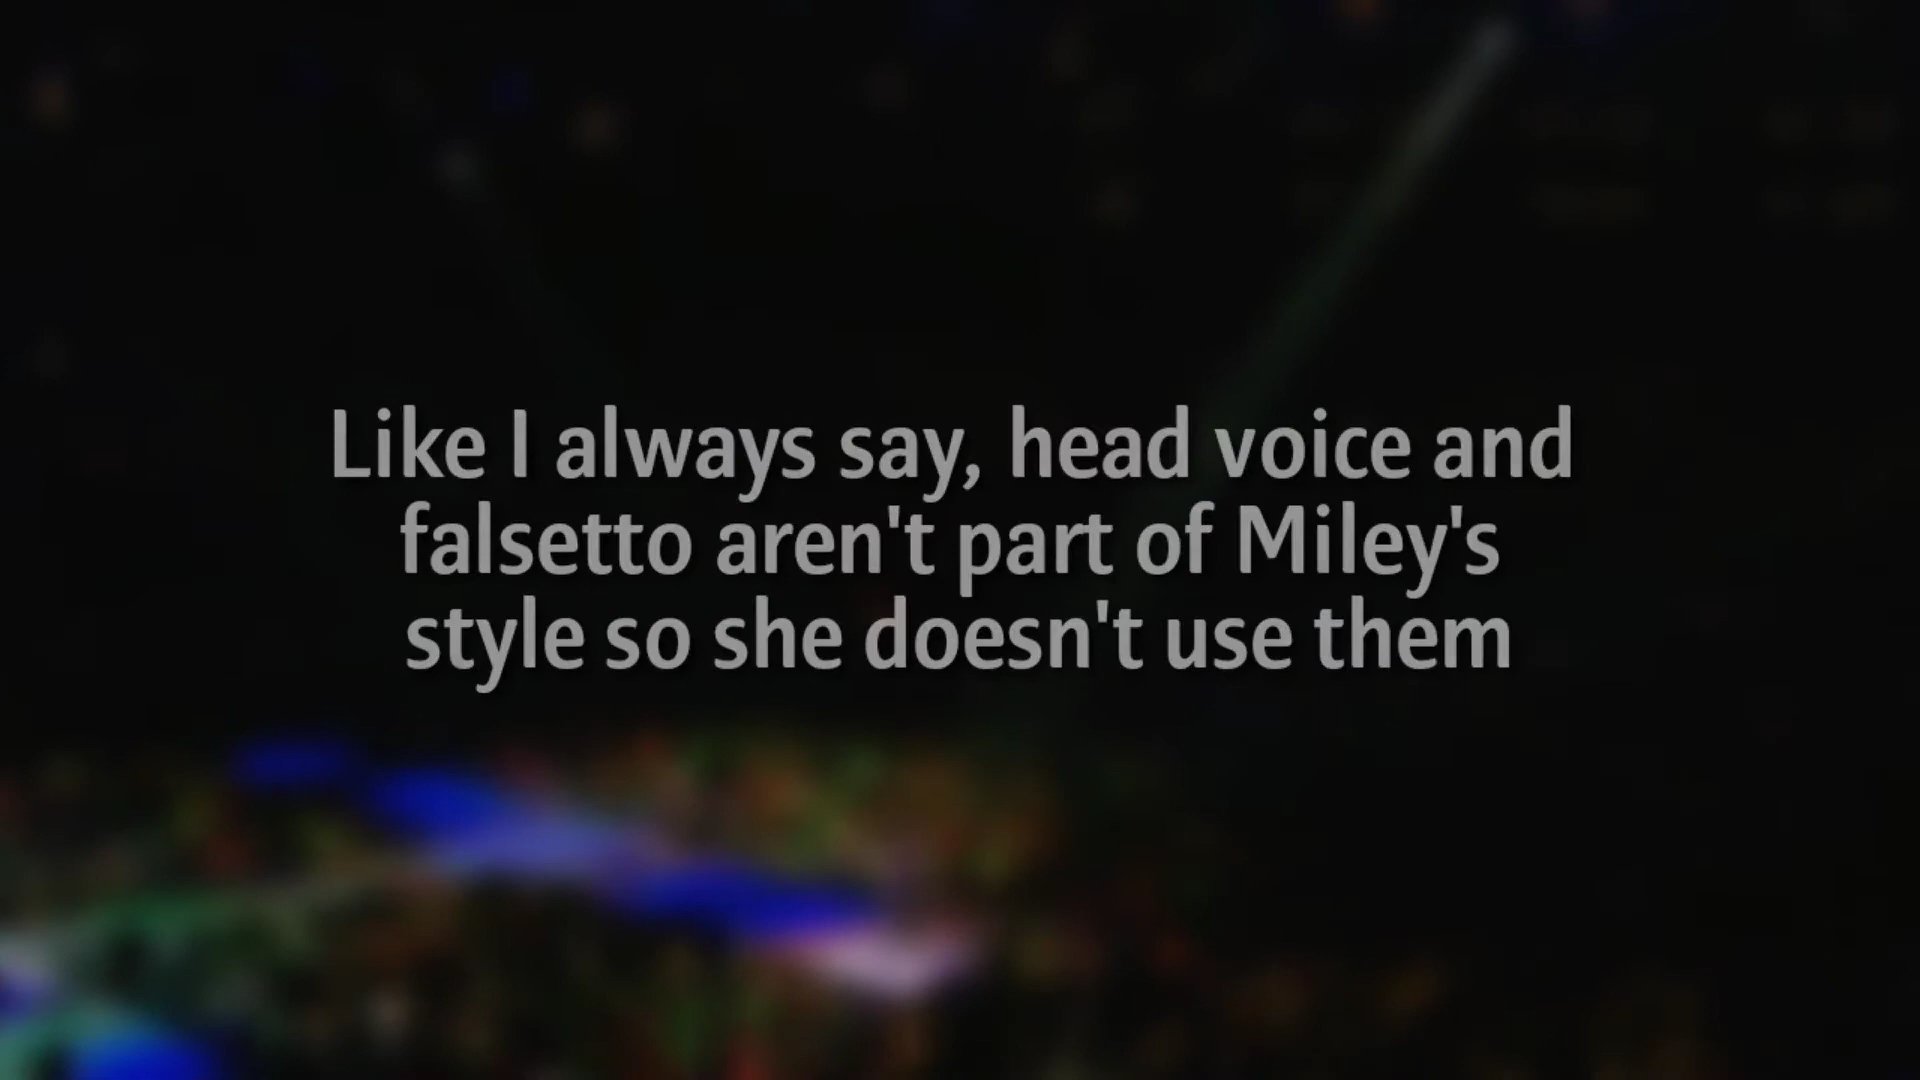 Like I always say, head voice and
falsetto aren't part of Miley's
style so she doesn't use them